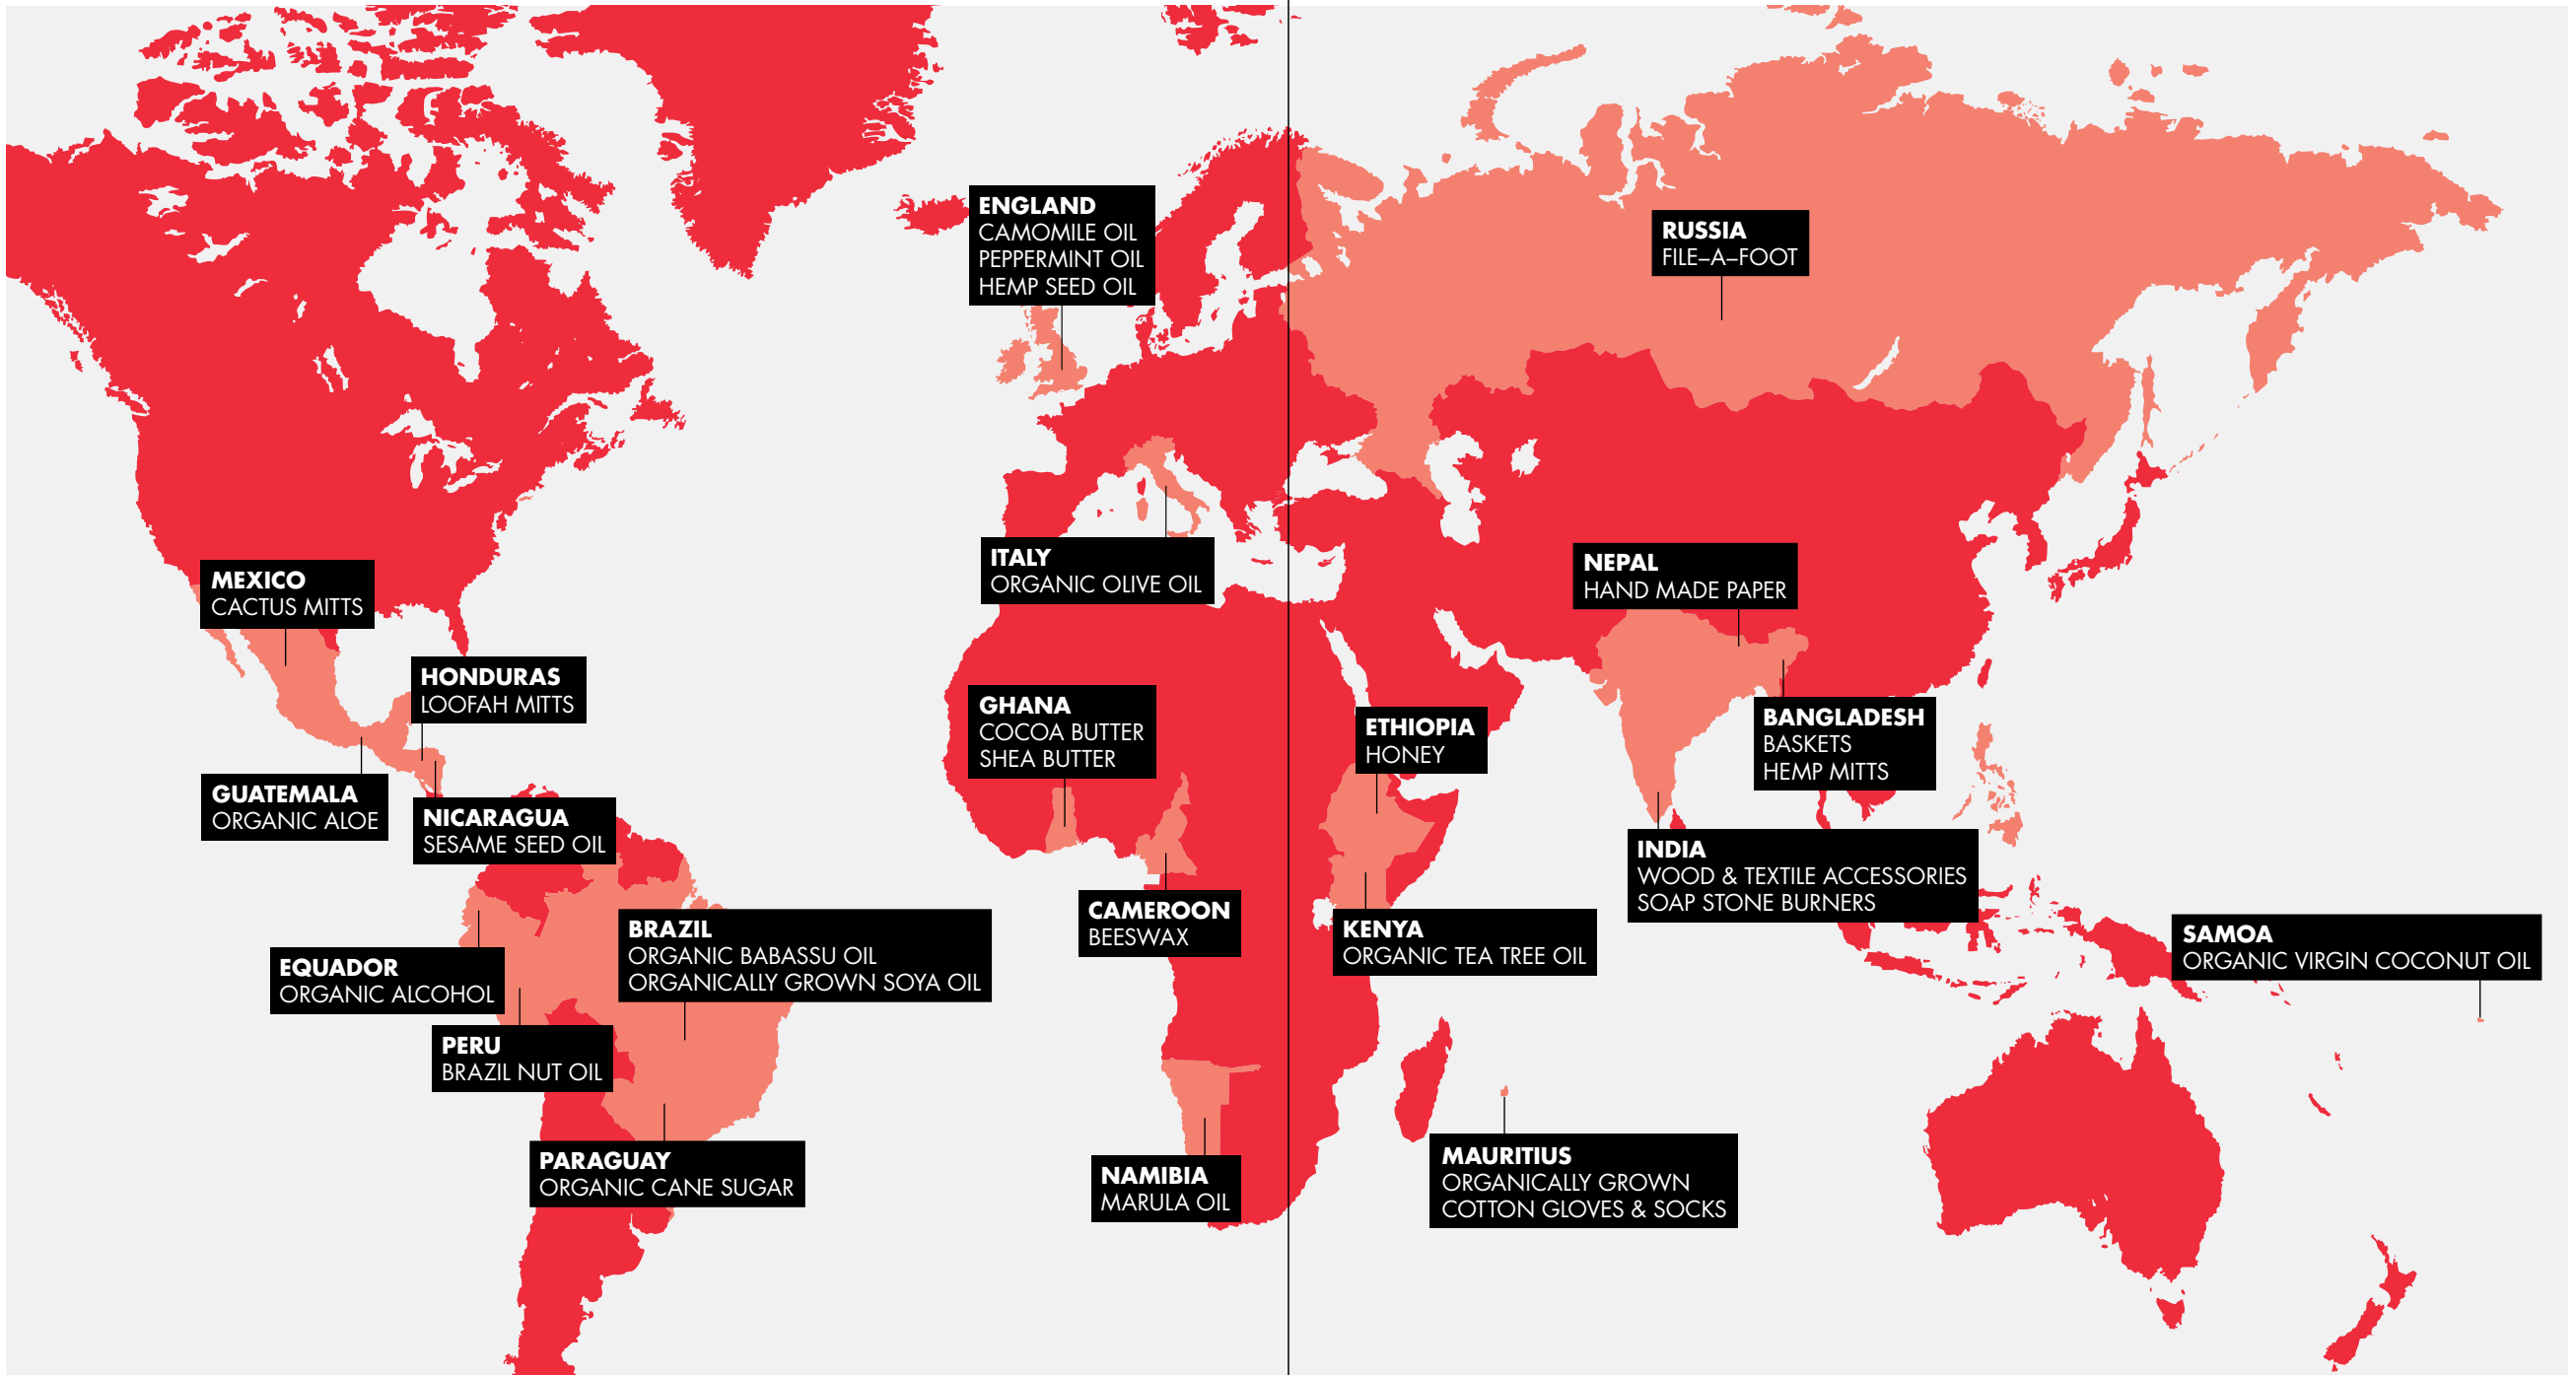 ENGLAND
CAMOMILE OIL
PEPPERMINT OIL
HEMP SEED OIL
RUSSIA
FILE–A–FOOT
ITALY
ORGANIC OLIVE OIL
NEPAL
HAND MADE PAPER
MEXICO
CACTUS MITTS
HONDURAS
LOOFAH MITTS
GHANA
COCOA BUTTER
SHEA BUTTER
ETHIOPIA
HONEY
BANGLADESH
BASKETS
HEMP MITTS
GUATEMALA
ORGANIC ALOE
NICARAGUA
SESAME SEED OIL
INDIA
WOOD & TEXTILE ACCESSORIES
SOAP STONE BURNERS
CAMEROON
BEESWAX
BRAZIL
ORGANIC BABASSU OIL
ORGANICALLY GROWN SOYA OIL
KENYA
ORGANIC TEA TREE OIL
SAMOA
ORGANIC VIRGIN COCONUT OIL
EQUADOR
ORGANIC ALCOHOL
PERU
BRAZIL NUT OIL
PARAGUAY
ORGANIC CANE SUGAR
NAMIBIA
MARULA OIL
MAURITIUS
ORGANICALLY GROWN
COTTON GLOVES & SOCKS